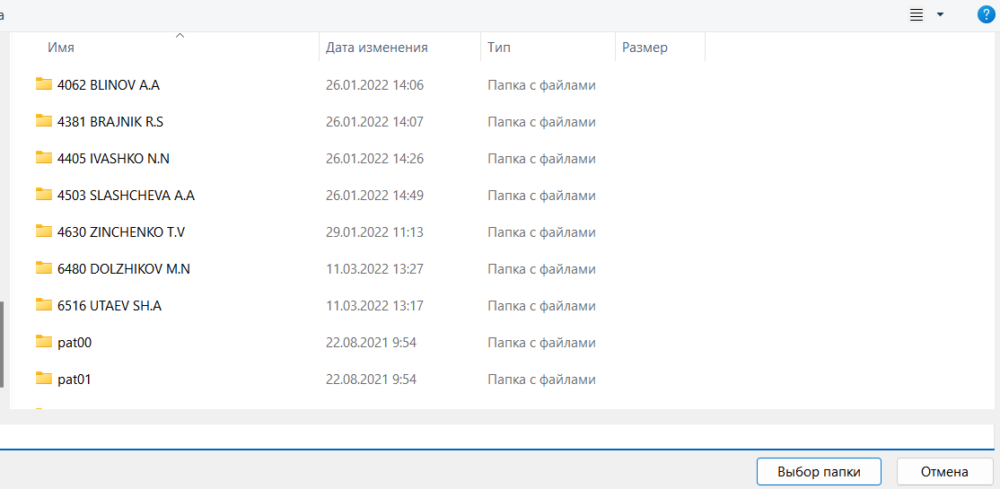 а
?
Имя Дата изменения Тип Размер
4062 BLINOV A.A 26.01.2022 14:06 Папка с файлами
4381 BRAJNIK R.S 26.01.2022 14:07 Папка с файлами
4405 IVASHKO N.N 26.01.2022 14:26 Папка с файлами
4503 SLASHCHEVA A.A 26.01.2022 14:49 Папка с файлами
4630 ZINCHENKO T.V 29.01.2022 11:13 Папка с файлами
6480 DOLZHIKOV M.N 11.03.2022 13:27 Папка с файлами
6516 UTAEV SH.A 11.03.2022 13:17 Папка с файлами
pat00 22.08.2021 9:54 Папка с файлами
pat01 22.08.2021 9:54 Папка с файлами
Выбор папки Отмена